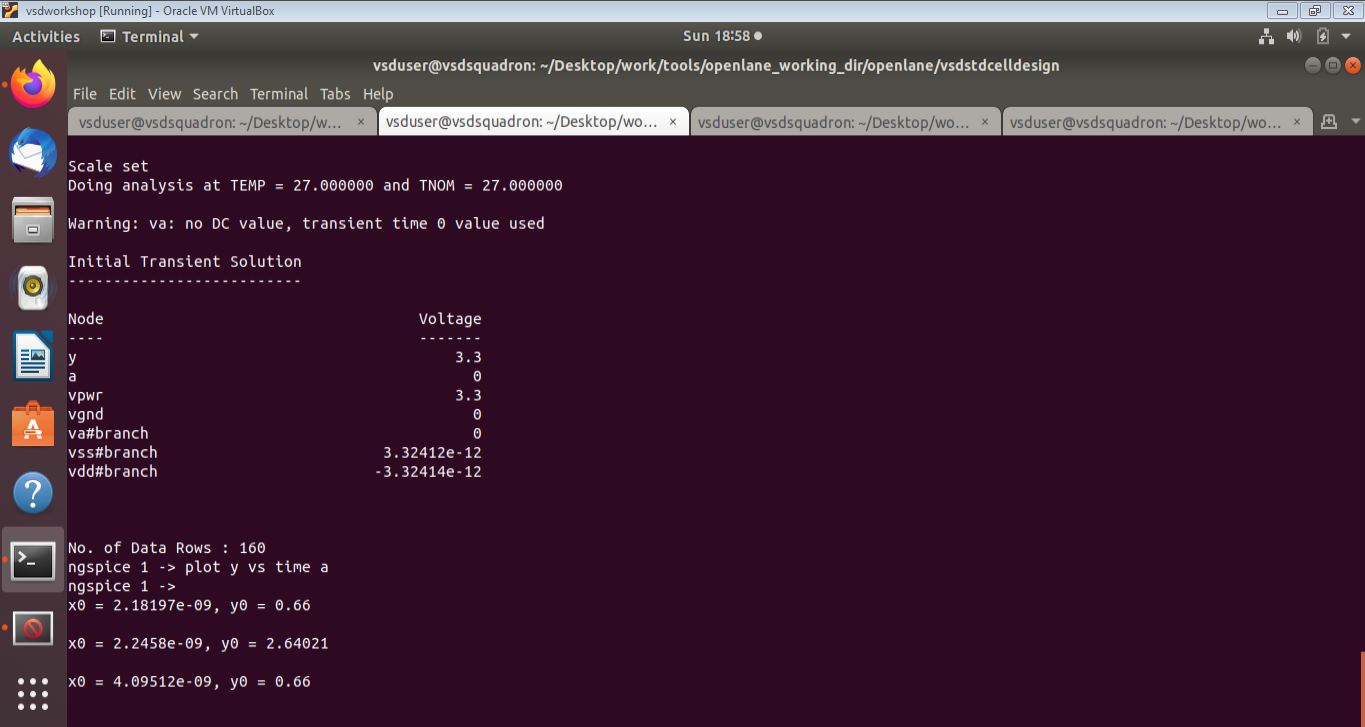 vsdworkshop [Running] - Oracle VM VirtualBox
Activities Terminal Sun 18:58
vsduser@vsdsquadron: ~/Desktop/work/tools/openlane_working_dir/openlane/vsdstdcelldesign
File Edit View Search Terminal Tabs Help
vsduser@vsdsquadron: ~/Desktop/w... × vsduser@vsdsquadron: ~/Desktop/wo... × vsduser@vsdsquadron: ~/Desktop/wo... × vsduser@vsdsquadron: ~/Desktop/wo... ×
Scale set
Doing analysis at TEMP = 27.000000 and TNOM = 27.000000
Warning: va: no DC value, transient time 0 value used
Initial Transient Solution
--------------------------
Node Voltage
---- -------
y 3.3
a 0
vpwr 3.3
vgnd 0
va#branch 0
vss#branch 3.32412e-12
vdd#branch -3.32414e-12
No. of Data Rows : 160
ngspice 1 -> plot y vs time a
ngspice 1 ->
x0 = 2.18197e-09, y0 = 0.66
x0 = 2.2458e-09, y0 = 2.64021
x0 = 4.09512e-09, y0 = 0.66